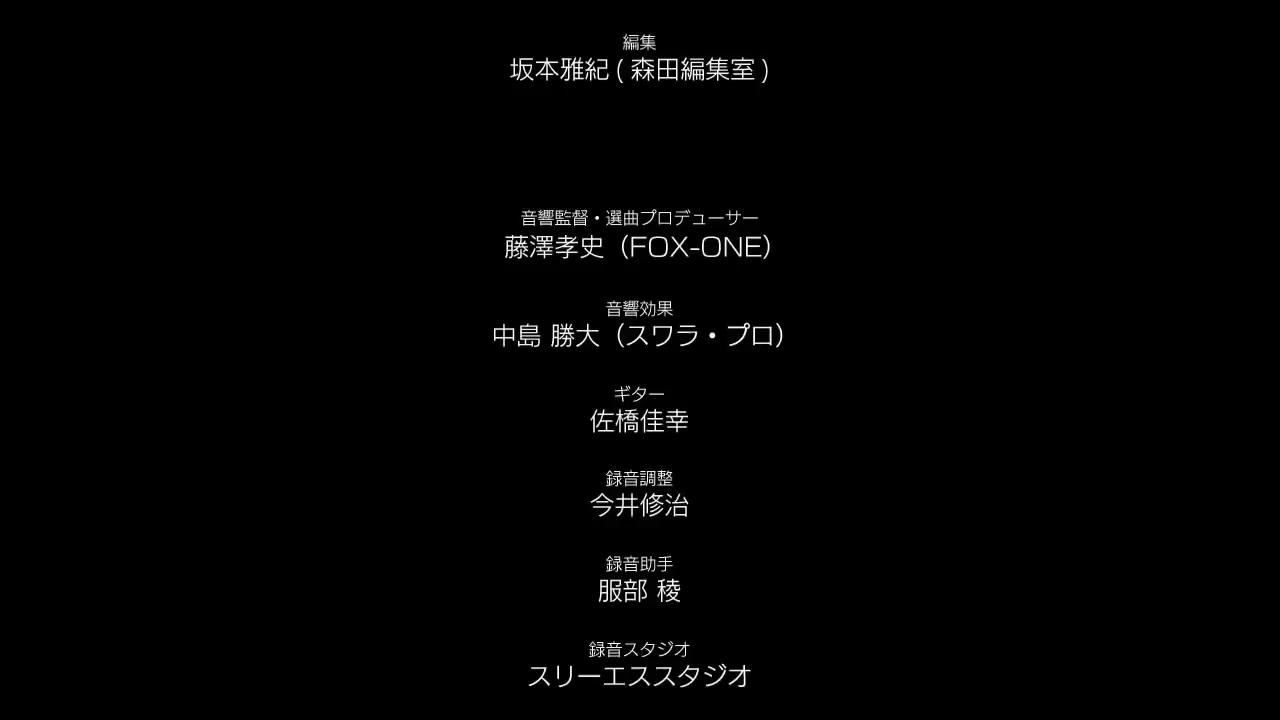 編集
坂本雅紀 ( 森田編集室 )
音響監督・選曲プロデューサー
藤澤孝史（FOX-ONE）
音響効果
中島 勝大（スワラ・プロ）
ギター
佐橋佳幸
録音調整
今井修治
録音助手
服部 稜
録音スタジオ
スリーエススタジオ